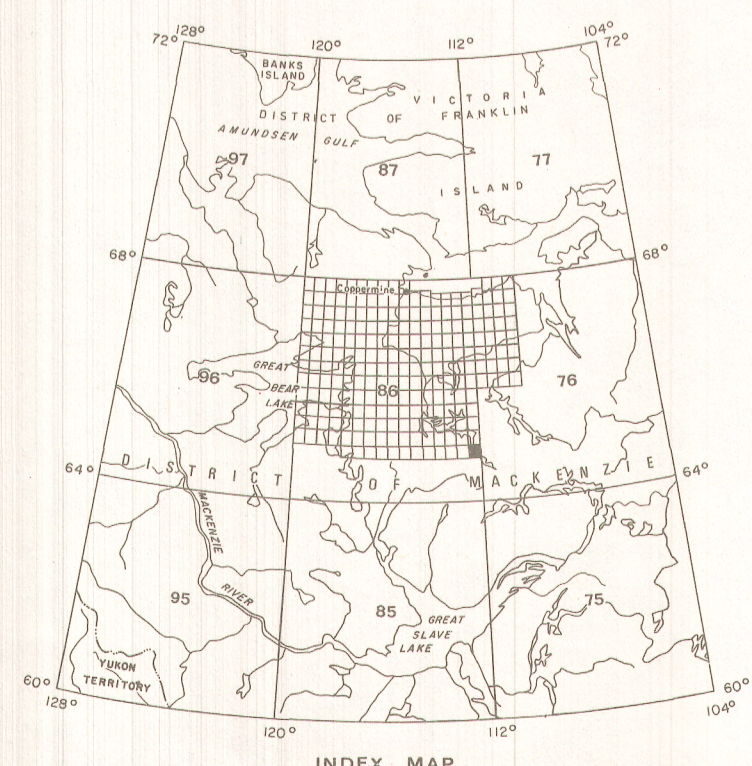 128°
72°
120°
112°
104°
72°
BANKS
ISLAND
VICTORIA
DISTRICT OF FRANKLIN
AMUNDSEN GULF
97
87
77
ISLAND
68°
68°
Coppermine
GREAT
96
BEAR
86
76
LAKE
DISTRICT OF MACKENZIE
64°
64°
MACKENZIE
RIVER
95
85
75
GREAT
SLAVE
LAKE
YUKON
TERRITORY
60°
128°
60°
104°
120°
112°
INDEX MAP